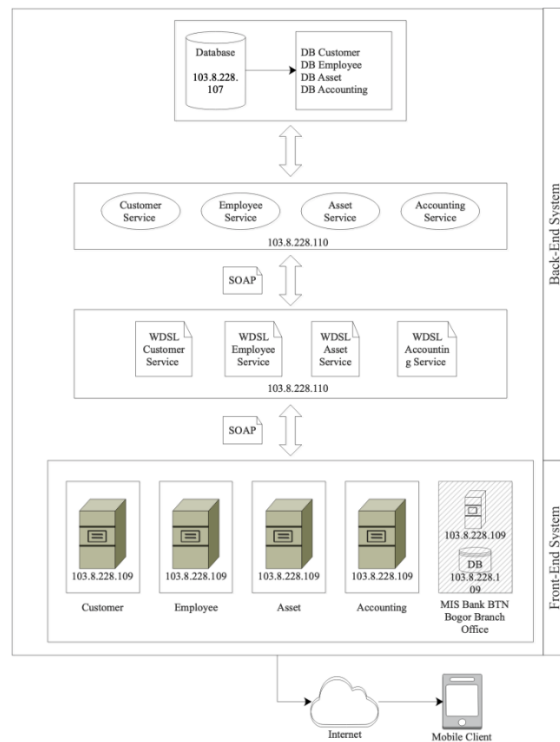 Database
103.8.228.
107
DB Customer
DB Employee
DB Asset
DB Accounting
Customer
Service
Employee
Service
Asset
Service
Accounting
Service
103.8.228.110
SOAP
WDSL
Customer
Service
WDSL
Employee
Service
WDSL
Asset
Service
WDSL
Accountin
g Service
103.8.228.110
SOAP
Back-End System
103.8.228.109
Customer
103.8.228.109
Employee
103.8.228.109
Asset
103.8.228.109
Accounting
103.8.228.109
DB
103.8.228.1
09
MIS Bank BTN
Bogor Branch
Office
Front-End System
Internet
Mobile Client